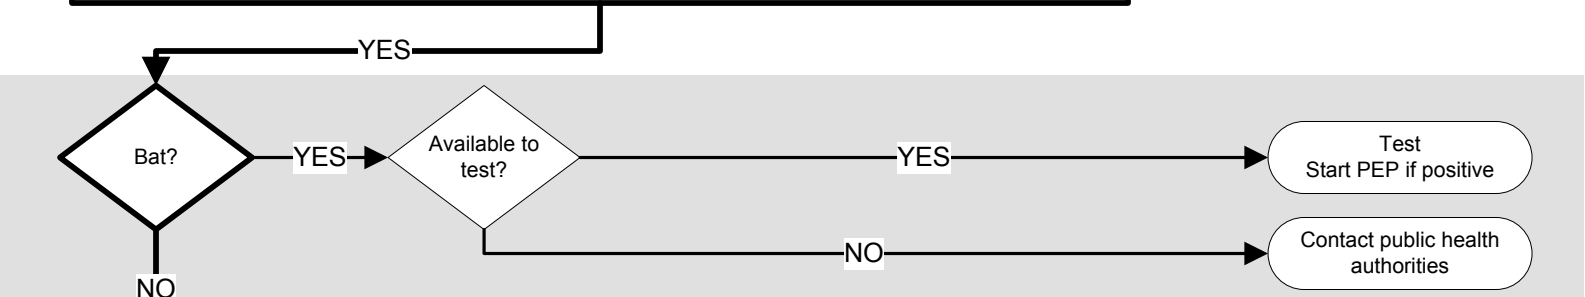 YES
Bat?
YES
Available to
test?
YES
Test
Start PEP if positive
NO
Contact public health
authorities
NO